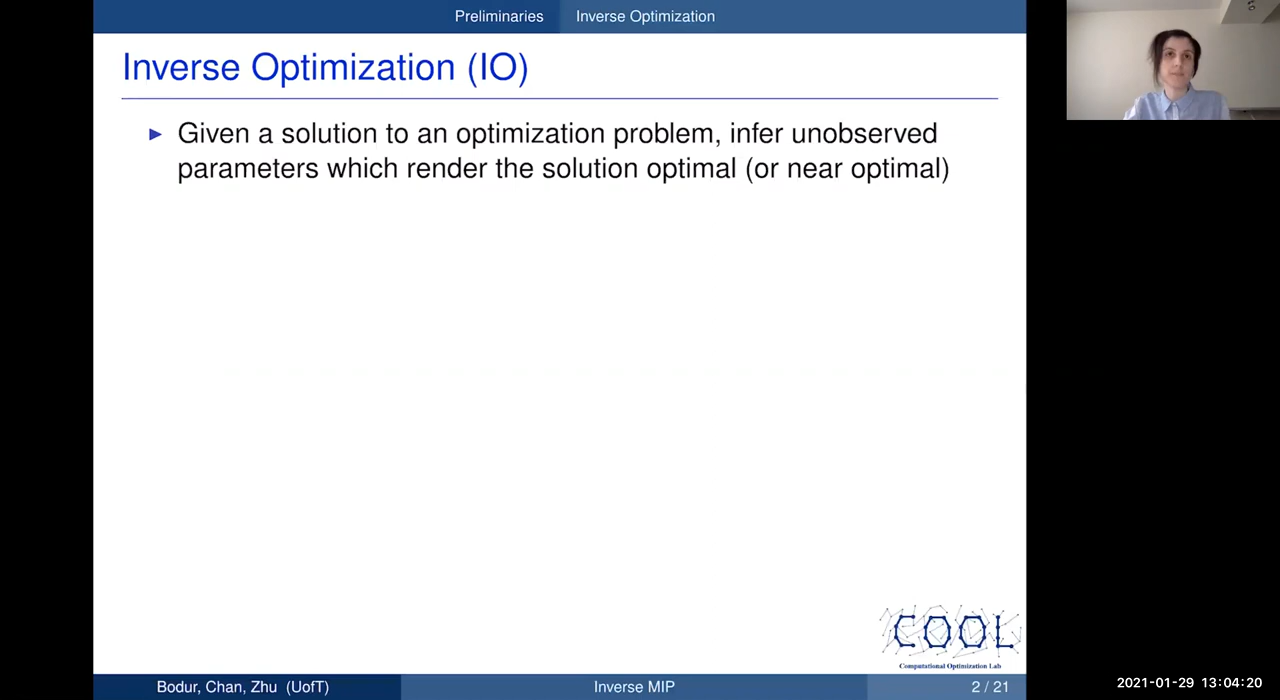 Preliminaries Inverse Optimization
Inverse Optimization (IO)
Given a solution to an optimization problem, infer unobserved
parameters which render the solution optimal (or near optimal)
COOL
Computational Optimization Lab
Bodur, Chan, Zhu (UofT) Inverse MIP 2 / 21
2021-01-29 13:04:20